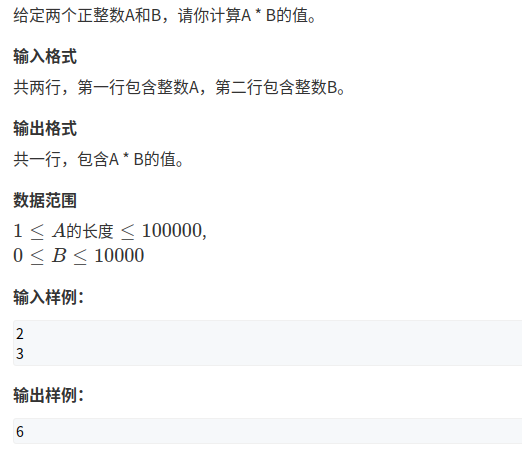 给定两个正整数A和B，请你计算A * B的值。
输入格式
共两行，第一行包含整数A，第二行包含整数B。
输出格式
共一行，包含A * B的值。
数据范围
1 ≤ A的长度 ≤ 100000,
0 ≤ B ≤ 10000
输入样例：
2
3
输出样例：
6